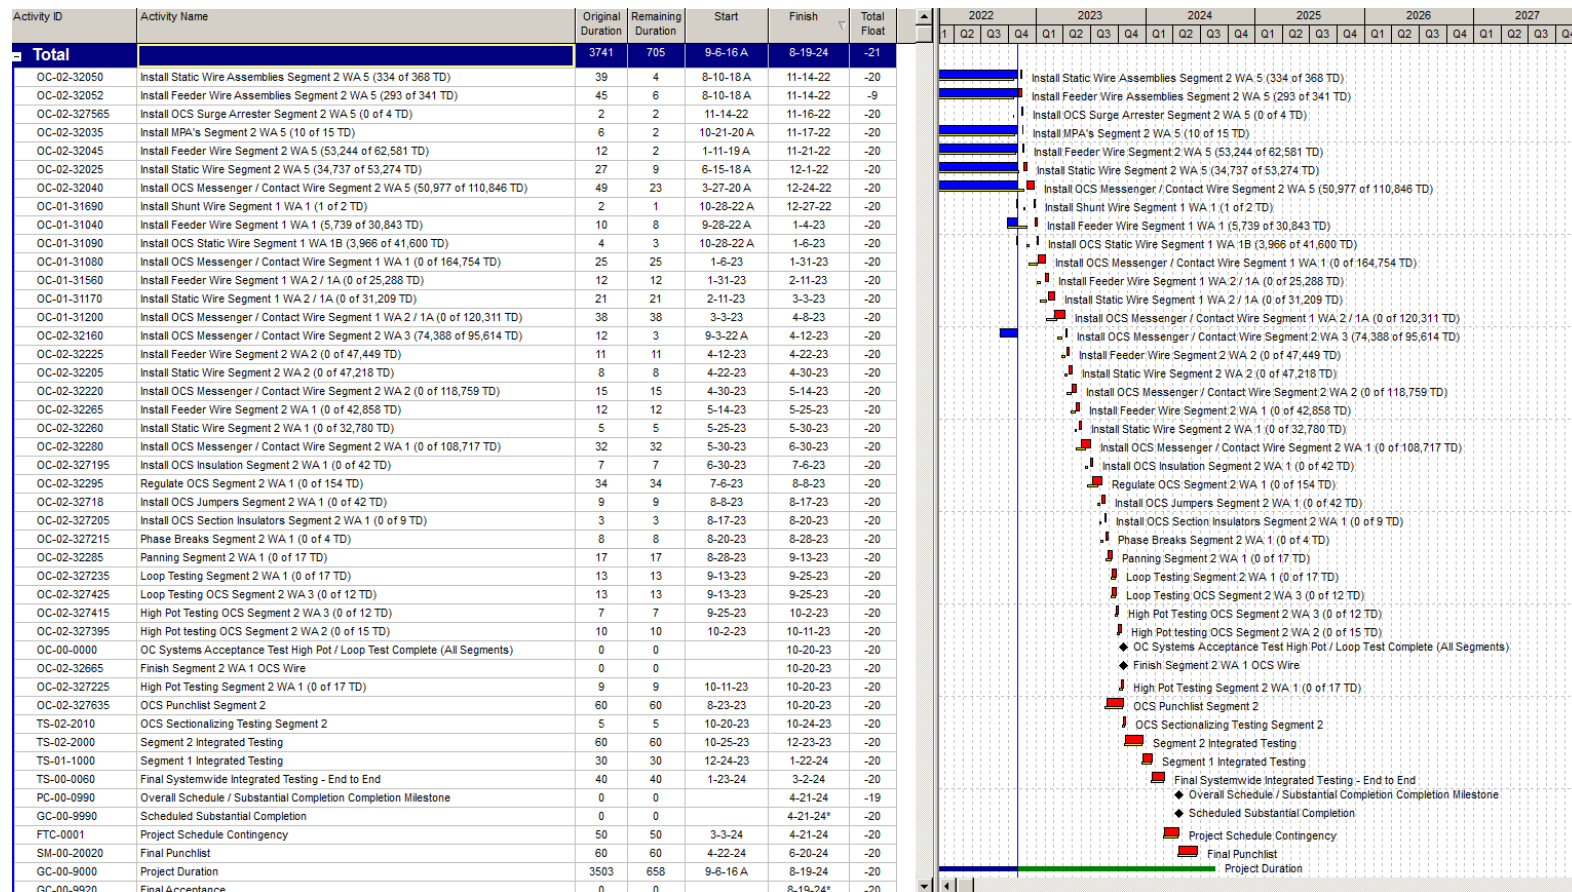 Activity ID Activity Name Original Duration Remaining Duration Start Finish Total Float
2022 2023 2024 2025 2026 2027
1 Q2 Q3 Q4 Q1 Q2 Q3 Q4 Q1 Q2 Q3 Q4 Q1 Q2 Q3 Q4 Q1 Q2 Q3 Q4 Q1 Q2 Q3 Q4
Total 3741 705 9-6-16 A 8-19-24 -21
OC-02-32050 Install Static Wire Assemblies Segment 2 WA 5 (334 of 368 TD) 39 4 8-10-18 A 11-14-22 -20 Install Static Wire Assemblies Segment 2 WA 5 (334 of 368 TD)
OC-02-32052 Install Feeder Wire Assemblies Segment 2 WA 5 (293 of 341 TD) 45 6 8-10-18 A 11-14-22 -9 Install Feeder Wire Assemblies Segment 2 WA 5 (293 of 341 TD)
OC-02-327565 Install OCS Surge Arrester Segment 2 WA 5 (0 of 4 TD) 2 2 11-14-22 11-16-22 -20 Install OCS Surge Arrester Segment 2 WA 5 (0 of 4 TD)
OC-02-32035 Install MPA's Segment 2 WA 5 (10 of 15 TD) 6 2 10-21-20 A 11-17-22 -20 Install MPA's Segment 2 WA 5 (10 of 15 TD)
OC-02-32045 Install Feeder Wire Segment 2 WA 5 (53,244 of 62,581 TD) 12 2 1-11-19 A 11-21-22 -20 Install Feeder Wire Segment 2 WA 5 (53,244 of 62,581 TD)
OC-02-32025 Install Static Wire Segment 2 WA 5 (34,737 of 53,274 TD) 27 9 6-15-18 A 12-1-22 -20 Install Static Wire Segment 2 WA 5 (34,737 of 53,274 TD)
OC-02-32040 Install OCS Messenger / Contact Wire Segment 2 WA 5 (50,977 of 110,846 TD) 49 23 3-27-20 A 12-24-22 -20 Install OCS Messenger / Contact Wire Segment 2 WA 5 (50,977 of 110,846 TD)
OC-01-31690 Install Shunt Wire Segment 1 WA 1 (1 of 2 TD) 2 1 10-28-22 A 12-27-22 -20 Install Shunt Wire Segment 1 WA 1 (1 of 2 TD)
OC-01-31040 Install Feeder Wire Segment 1 WA 1 (5,739 of 30,843 TD) 10 8 9-28-22 A 1-4-23 -20 Install Feeder Wire Segment 1 WA 1 (5,739 of 30,843 TD)
OC-01-31090 Install OCS Static Wire Segment 1 WA 1B (3,966 of 41,600 TD) 4 3 10-28-22 A 1-6-23 -20 Install OCS Static Wire Segment 1 WA 1B (3,966 of 41,600 TD)
OC-01-31080 Install OCS Messenger / Contact Wire Segment 1 WA 1 (0 of 164,754 TD) 25 25 1-6-23 1-31-23 -20 Install OCS Messenger / Contact Wire Segment 1 WA 1 (0 of 164,754 TD)
OC-01-31560 Install Feeder Wire Segment 1 WA 2 / 1A (0 of 25,288 TD) 12 12 1-31-23 2-11-23 -20 Install Feeder Wire Segment 1 WA 2 / 1A (0 of 25,288 TD)
OC-01-31170 Install Static Wire Segment 1 WA 2 / 1A (0 of 31,209 TD) 21 21 2-11-23 3-3-23 -20 Install Static Wire Segment 1 WA 2 / 1A (0 of 31,209 TD)
OC-01-31200 Install OCS Messenger / Contact Wire Segment 1 WA 2 / 1A (0 of 120,311 TD) 38 38 3-3-23 4-8-23 -20 Install OCS Messenger / Contact Wire Segment 1 WA 2 / 1A (0 of 120,311 TD)
OC-02-32160 Install OCS Messenger / Contact Wire Segment 2 WA 3 (74,388 of 95,614 TD) 12 3 9-3-22 A 4-12-23 -20 Install OCS Messenger / Contact Wire Segment 2 WA 3 (74,388 of 95,614 TD)
OC-02-32225 Install Feeder Wire Segment 2 WA 2 (0 of 47,449 TD) 11 11 4-12-23 4-22-23 -20 Install Feeder Wire Segment 2 WA 2 (0 of 47,449 TD)
OC-02-32205 Install Static Wire Segment 2 WA 2 (0 of 47,218 TD) 8 8 4-22-23 4-30-23 -20 Install Static Wire Segment 2 WA 2 (0 of 47,218 TD)
OC-02-32220 Install OCS Messenger / Contact Wire Segment 2 WA 2 (0 of 118,759 TD) 15 15 4-30-23 5-14-23 -20 Install OCS Messenger / Contact Wire Segment 2 WA 2 (0 of 118,759 TD)
OC-02-32265 Install Feeder Wire Segment 2 WA 1 (0 of 42,858 TD) 12 12 5-14-23 5-25-23 -20 Install Feeder Wire Segment 2 WA 1 (0 of 42,858 TD)
OC-02-32260 Install Static Wire Segment 2 WA 1 (0 of 32,780 TD) 5 5 5-25-23 5-30-23 -20 Install Static Wire Segment 2 WA 1 (0 of 32,780 TD)
OC-02-32280 Install OCS Messenger / Contact Wire Segment 2 WA 1 (0 of 108,717 TD) 32 32 5-30-23 6-30-23 -20 Install OCS Messenger / Contact Wire Segment 2 WA 1 (0 of 108,717 TD)
OC-02-327195 Install OCS Insulation Segment 2 WA 1 (0 of 42 TD) 7 7 6-30-23 7-6-23 -20 Install OCS Insulation Segment 2 WA 1 (0 of 42 TD)
OC-02-32295 Regulate OCS Segment 2 WA 1 (0 of 154 TD) 34 34 7-6-23 8-8-23 -20 Regulate OCS Segment 2 WA 1 (0 of 154 TD)
OC-02-32718 Install OCS Jumpers Segment 2 WA 1 (0 of 42 TD) 9 9 8-8-23 8-17-23 -20 Install OCS Jumpers Segment 2 WA 1 (0 of 42 TD)
OC-02-327205 Install OCS Section Insulators Segment 2 WA 1 (0 of 9 TD) 3 3 8-17-23 8-20-23 -20 Install OCS Section Insulators Segment 2 WA 1 (0 of 9 TD)
OC-02-327215 Phase Breaks Segment 2 WA 1 (0 of 4 TD) 8 8 8-20-23 8-28-23 -20 Phase Breaks Segment 2 WA 1 (0 of 4 TD)
OC-02-32285 Panning Segment 2 WA 1 (0 of 17 TD) 17 17 8-28-23 9-13-23 -20 Panning Segment 2 WA 1 (0 of 17 TD)
OC-02-327235 Loop Testing Segment 2 WA 1 (0 of 17 TD) 13 13 9-13-23 9-25-23 -20 Loop Testing Segment 2 WA 1 (0 of 17 TD)
OC-02-327425 Loop Testing OCS Segment 2 WA 3 (0 of 12 TD) 13 13 9-13-23 9-25-23 -20 Loop Testing OCS Segment 2 WA 3 (0 of 12 TD)
OC-02-327415 High Pot Testing OCS Segment 2 WA 3 (0 of 12 TD) 7 7 9-25-23 10-2-23 -20 High Pot Testing OCS Segment 2 WA 3 (0 of 12 TD)
OC-02-327395 High Pot testing OCS Segment 2 WA 2 (0 of 15 TD) 10 10 10-2-23 10-11-23 -20 High Pot testing OCS Segment 2 WA 2 (0 of 15 TD)
OC-00-0000 OC Systems Acceptance Test High Pot / Loop Test Complete (All Segments) 0 0 10-20-23 -20 OC Systems Acceptance Test High Pot / Loop Test Complete (All Segments)
OC-02-32665 Finish Segment 2 WA 1 OCS Wire 0 0 10-20-23 -20 Finish Segment 2 WA 1 OCS Wire
OC-02-327225 High Pot Testing Segment 2 WA 1 (0 of 17 TD) 9 9 10-11-23 10-20-23 -20 High Pot Testing Segment 2 WA 1 (0 of 17 TD)
OC-02-327635 OCS Punchlist Segment 2 60 60 8-23-23 10-20-23 -20 OCS Punchlist Segment 2
TS-02-2010 OCS Sectionalizing Testing Segment 2 5 5 10-20-23 10-24-23 -20 OCS Sectionalizing Testing Segment 2
TS-02-2000 Segment 2 Integrated Testing 60 60 10-25-23 12-23-23 -20 Segment 2 Integrated Testing
TS-01-1000 Segment 1 Integrated Testing 30 30 12-24-23 1-22-24 -20 Segment 1 Integrated Testing
TS-00-0060 Final Systemwide Integrated Testing - End to End 40 40 1-23-24 3-2-24 -20 Final Systemwide Integrated Testing - End to End
PC-00-0990 Overall Schedule / Substantial Completion Completion Milestone 0 0 4-21-24 -19 Overall Schedule / Substantial Completion Completion Milestone
GC-00-9990 Scheduled Substantial Completion 0 0 4-21-24* -20 Scheduled Substantial Completion
FTC-0001 Project Schedule Contingency 50 50 3-3-24 4-21-24 -20 Project Schedule Contingency
SM-00-20020 Final Punchlist 60 60 4-22-24 6-20-24 -20 Final Punchlist
GC-00-9000 Project Duration 3503 658 9-6-16 A 8-19-24 -20 Project Duration
GC-00-9920 Final Acceptance 0 0 8-19-24* -20